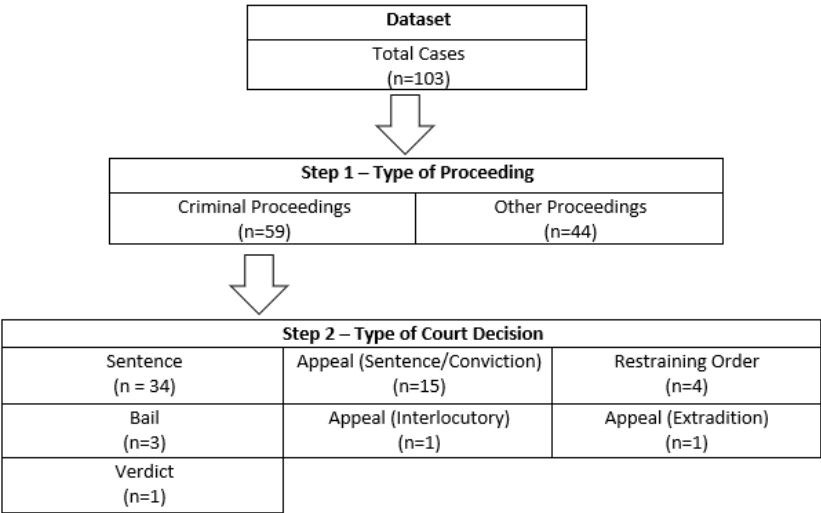 Dataset
Total Cases
(n=103)
Step 1 – Type of Proceeding
Criminal Proceedings
(n=59)
Other Proceedings
(n=44)
Step 2 – Type of Court Decision
Sentence
(n = 34)
Appeal (Sentence/Conviction)
(n=15)
Restraining Order
(n=4)
Bail
(n=3)
Appeal (Interlocutory)
(n=1)
Appeal (Extradition)
(n=1)
Verdict
(n=1)